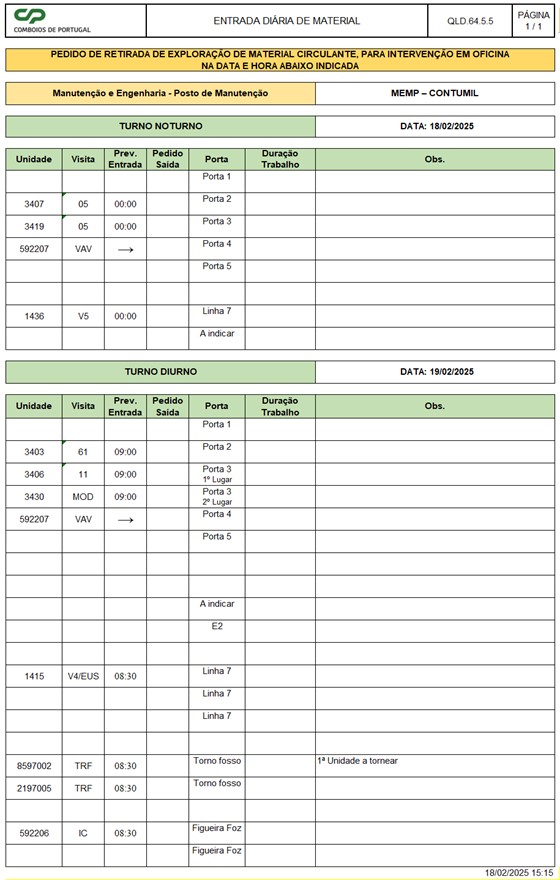 CP
COMBOIOS DE PORTUGAL
ENTRADA DIÁRIA DE MATERIAL
QLD.64.5.5
PÁGINA
1 / 1
PEDIDO DE RETIRADA DE EXPLORAÇÃO DE MATERIAL CIRCULANTE, PARA INTERVENÇÃO EM OFICINA
NA DATA E HORA ABAIXO INDICADA
Manutenção e Engenharia - Posto de Manutenção MEMP – CONTUMIL
TURNO NOTURNO DATA: 18/02/2025
Unidade Visita Prev. Entrada Pedido Saída Porta Duração Trabalho Obs.
Porta 1
3407 05 00:00 Porta 2
3419 05 00:00 Porta 3
592207 VAV → Porta 4
Porta 5
1436 V5 00:00 Linha 7
A indicar
TURNO DIURNO DATA: 19/02/2025
Unidade Visita Prev. Entrada Pedido Saída Porta Duração Trabalho Obs.
Porta 1
3403 61 09:00 Porta 2
3406 11 09:00 Porta 3 1º Lugar
3430 MOD 09:00 Porta 3 2º Lugar
592207 VAV → Porta 4
Porta 5
A indicar
E2
1415 V4/EUS 08:30 Linha 7
Linha 7
Linha 7
8597002 TRF 08:30 Torno fosso 1ª Unidade a tornear
2197005 TRF 08:30 Torno fosso
592206 IC 08:30 Figueira Foz
Figueira Foz
18/02/2025 15:15